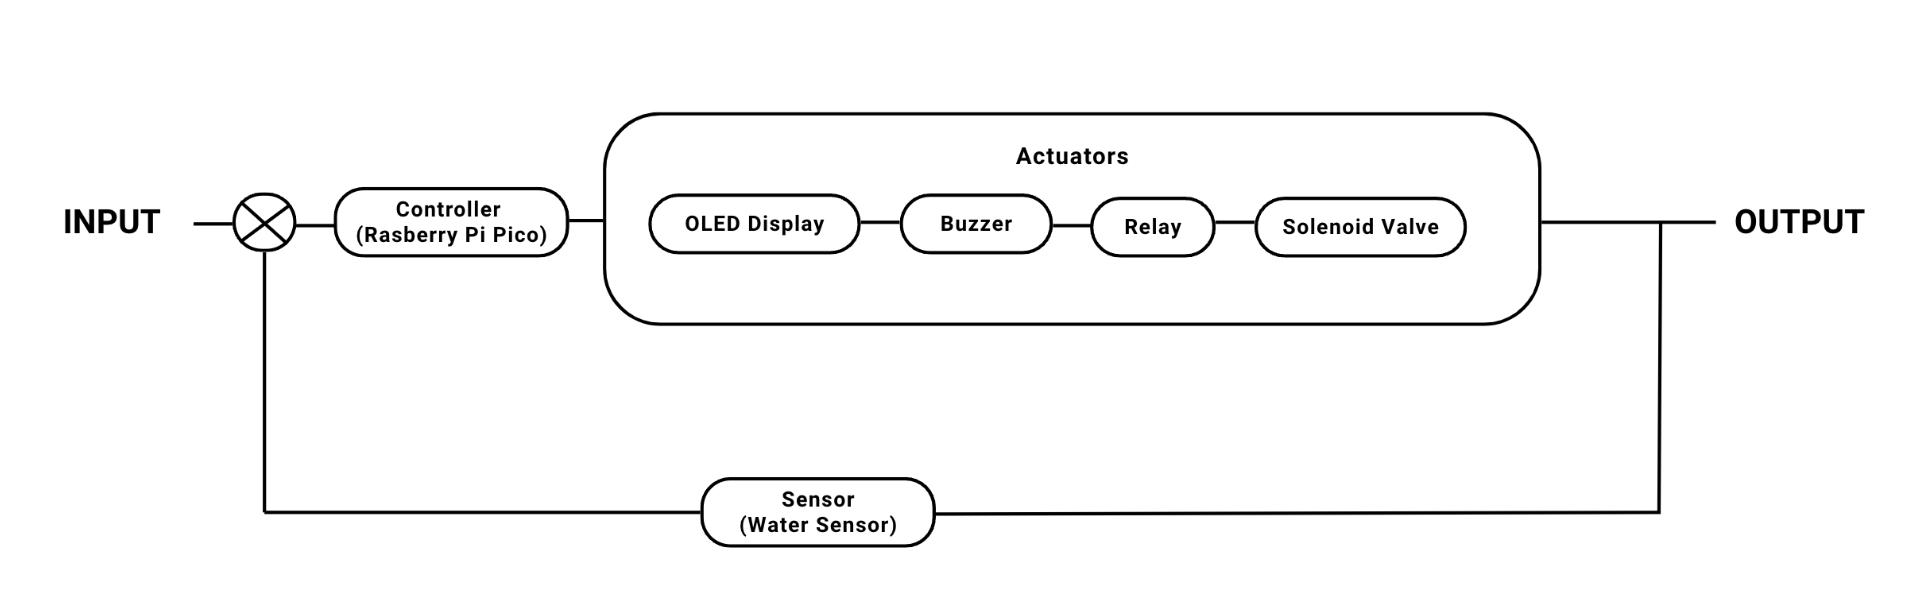 INPUT
Controller
(Rasberry Pi Pico)
Actuators
OLED Display
Buzzer
Relay
Solenoid Valve
OUTPUT
Sensor
(Water Sensor)